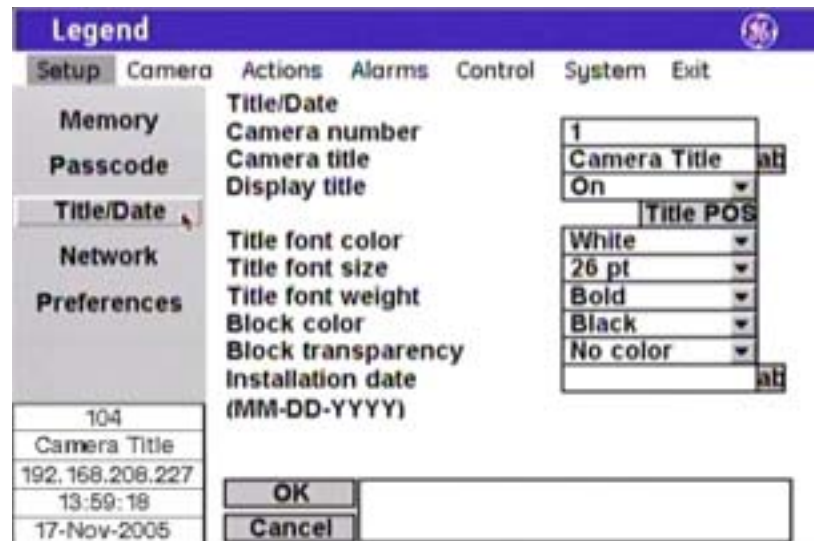 Legend
Setup Camera Actions Alarms Control System Exit
Memory
Passcode
Title/Date
Network
Preferences
Title/Date
Camera number 1
Camera title Camera Title ab
Display title On
Title POS
Title font color White
Title font size 26 pt
Title font weight Bold
Block color Black
Block transparency No color
Installation date ab
(MM-DD-YYYY)
104
Camera Title
192.168.208.227
13:59:18
17-Nov-2005
OK
Cancel